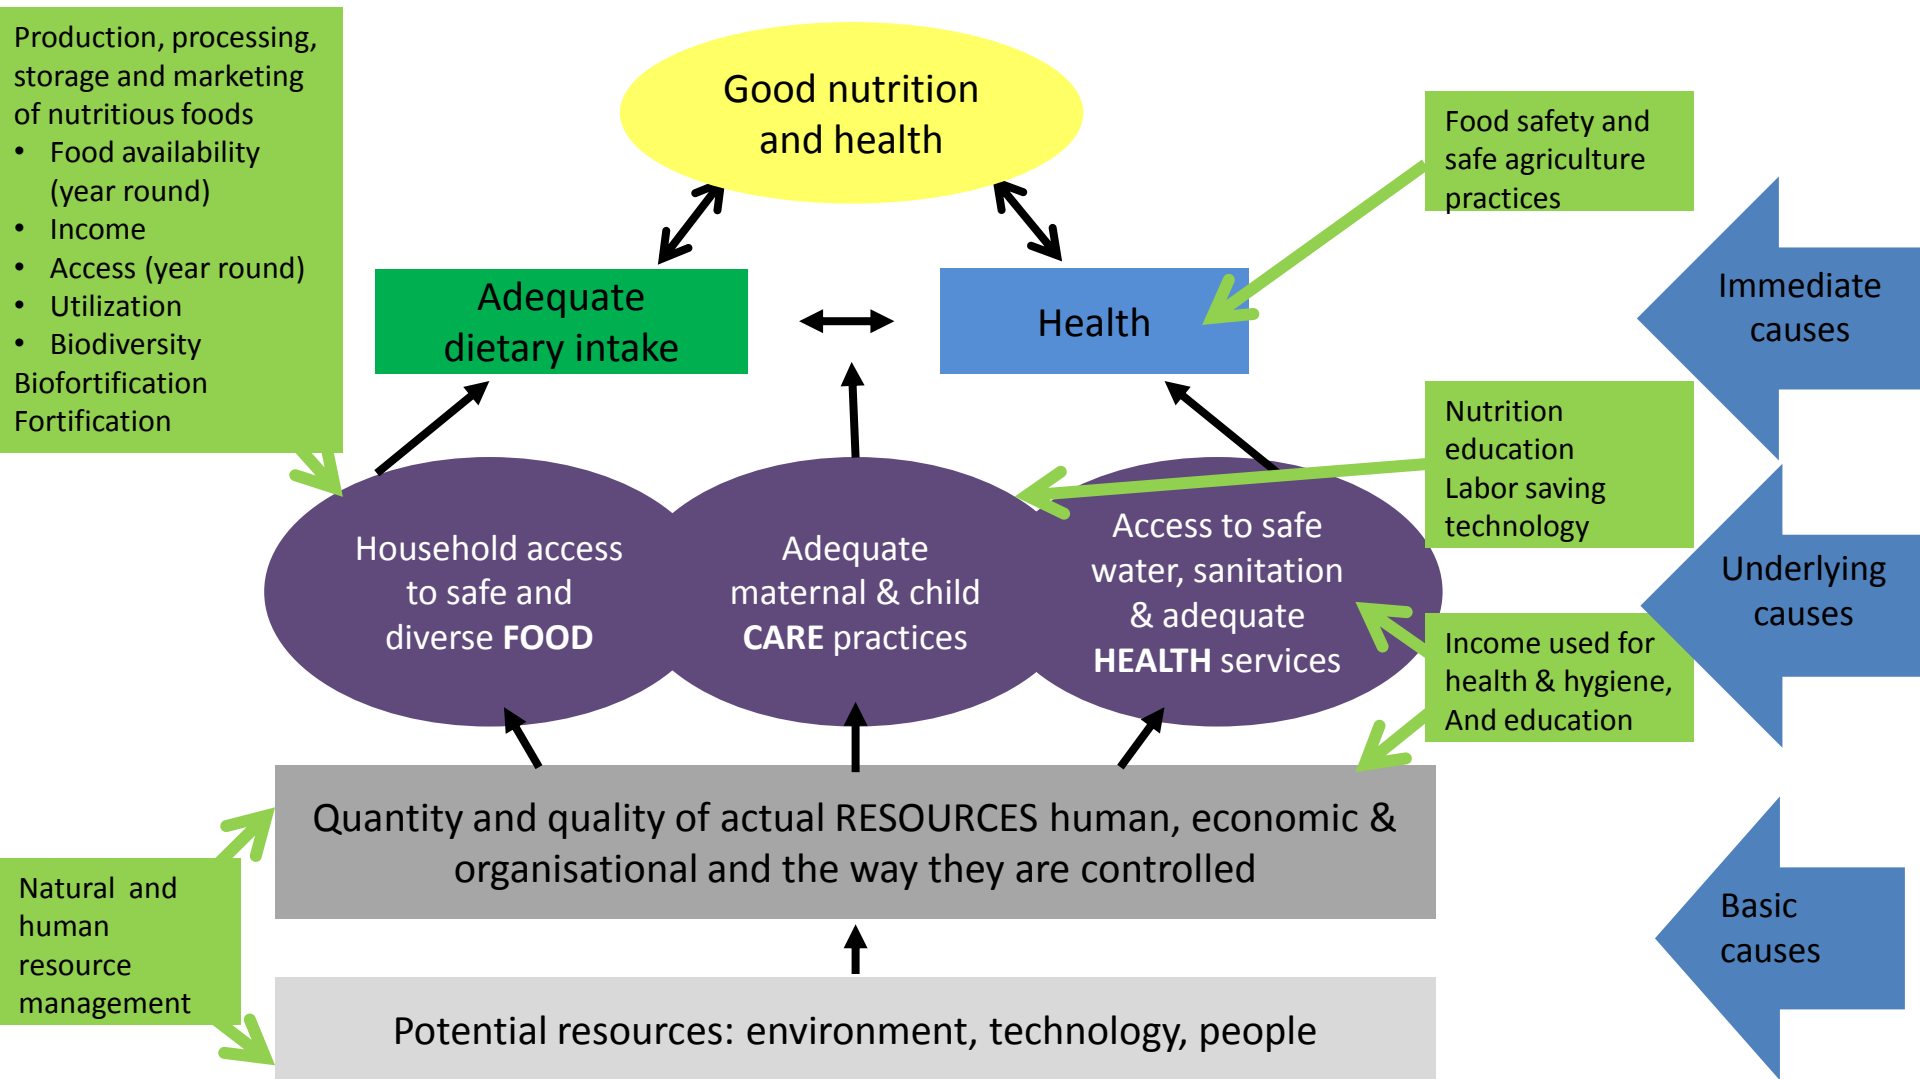 Production, processing,
storage and marketing
of nutritious foods
• Food availability
(year round)
• Income
• Access (year round)
• Utilization
• Biodiversity
Biofortification
Fortification
Good nutrition
and health
Food safety and
safe agriculture
practices
Adequate
dietary intake
Health
Immediate
causes
Nutrition
education
Labor saving
technology
Household access
to safe and
diverse FOOD
Adequate
maternal & child
CARE practices
Access to safe
water, sanitation
& adequate
HEALTH services
Underlying
causes
Income used for
health & hygiene,
And education
Quantity and quality of actual RESOURCES human, economic &
organisational and the way they are controlled
Natural and
human
resource
management
Basic
causes
Potential resources: environment, technology, people